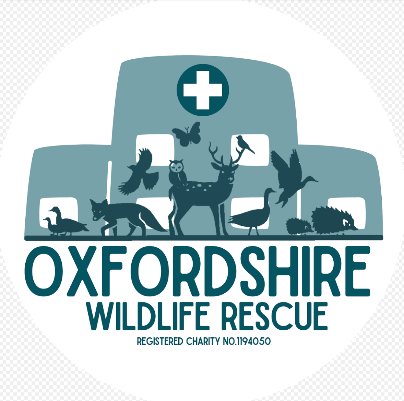 OXFORDSHIRE
WILDLIFE RESCUE
REGISTERED CHARITY NO.1194050